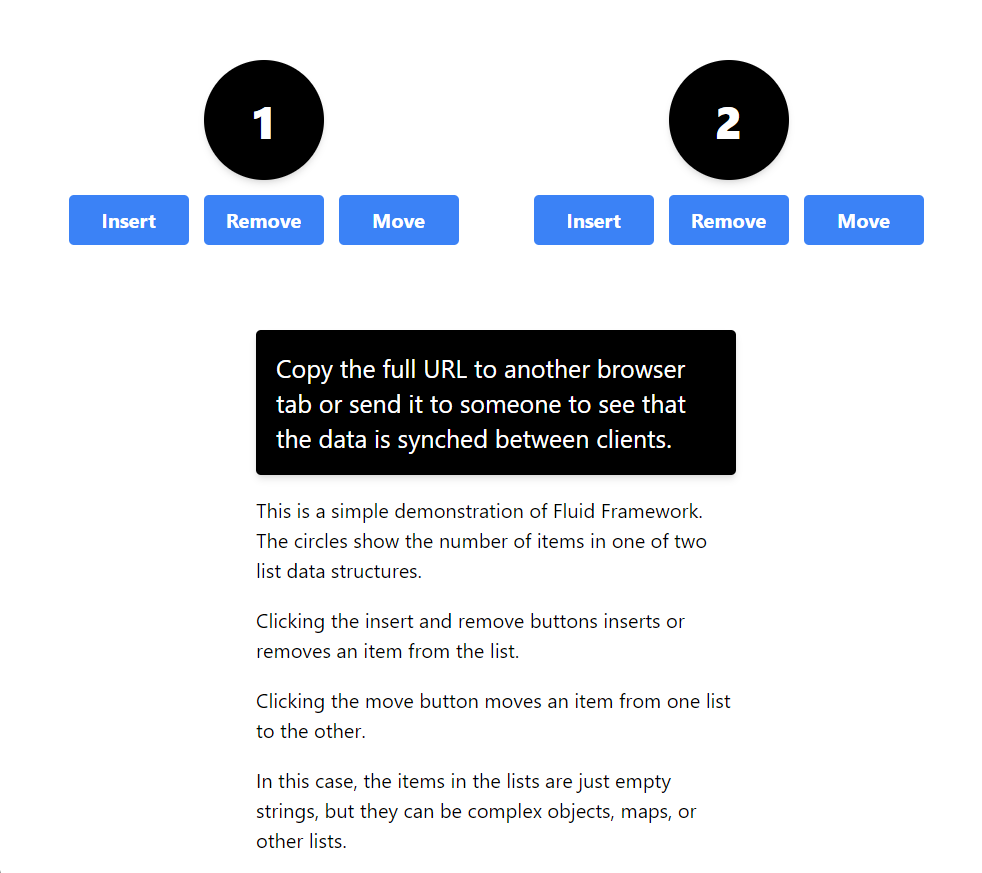 1
2
Insert Remove Move
Insert Remove Move
Copy the full URL to another browser
tab or send it to someone to see that
the data is synched between clients.
This is a simple demonstration of Fluid Framework.
The circles show the number of items in one of two
list data structures.
Clicking the insert and remove buttons inserts or
removes an item from the list.
Clicking the move button moves an item from one list
to the other.
In this case, the items in the lists are just empty
strings, but they can be complex objects, maps, or
other lists.